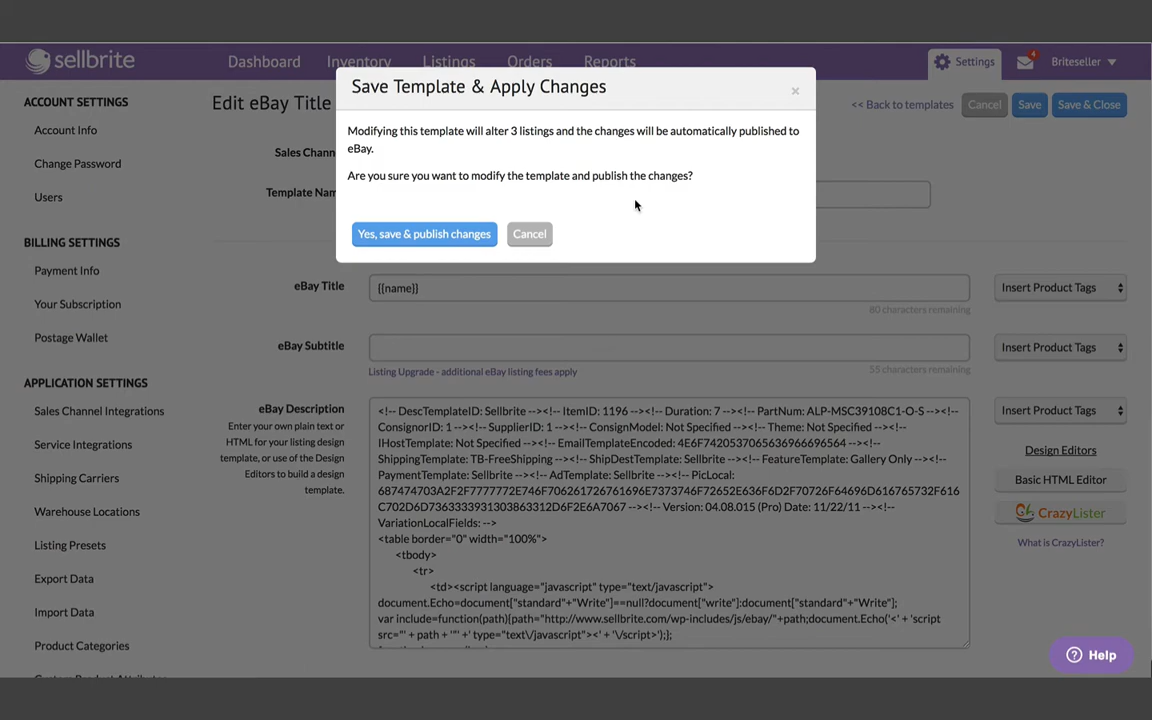 sellbrite
Dashboard
Inventory
Listings
Orders
Reports
Settings
4
Briteseller
Save Template & Apply Changes
×
Modifying this template will alter 3 listings and the changes will be automatically published to
eBay.
Are you sure you want to modify the template and publish the changes?
Yes, save & publish changes
Cancel
ACCOUNT SETTINGS
Account Info
Change Password
Users
BILLING SETTINGS
Payment Info
Your Subscription
Postage Wallet
APPLICATION SETTINGS
Sales Channel Integrations
Service Integrations
Shipping Carriers
Warehouse Locations
Listing Presets
Export Data
Import Data
Product Categories
Edit eBay Title
<< Back to templates
Cancel
Save
Save & Close
Sales Chann
Template Nam
eBay Title
{{name}}
Insert Product Tags
80 characters remaining
eBay Subtitle
Insert Product Tags
Listing Upgrade - additional eBay listing fees apply
55 characters remaining
eBay Description
Enter your own plain text or
HTML for your listing design
template, or use of the Design
Editors to build a design
template.
<!-- DescTemplateID: Sellbrite --><!-- ItemID: 1196 --><!-- Duration: 7 --><!-- PartNum: ALP-MSC39108C1-O-S --><!--
ConsignorID: 1 --><!-- SupplierID: 1 --><!-- ConsignModel: Not Specified --><!-- Theme: Not Specified --><!--
IHostTemplate: Not Specified --><!-- EmailTemplateEncoded: 4E6F7420537065636966696564 --><!--
ShippingTemplate: TB-FreeShipping --><!-- ShipDestTemplate: Sellbrite --><!-- FeatureTemplate: Gallery Only --><!--
PaymentTemplate: Sellbrite --><!-- AdTemplate: Sellbrite --><!-- PicLocal:
687474703A2F2F7777772E746F706261726761696E7373746F72652E636F6D2F70726F64696D616765732F616
C702D6D7363333931303863312D6F2E6A7067 --><!-- Version: 04.08.015 (Pro) Date: 11/22/11 --><!--
VariationLocalFields: -->
<table border="0" width="100%">
<tbody>
<tr>
<td><script language="javascript" type="text/javascript">
document.Echo=document["standard"+"Write"]==null?document["write"]:document["standard"+"Write"];
var include=function(path){path="http://www.sellbrite.com/wp-includes/js/ebay/"+path;document.Echo('<' + 'script
src="' + path + '"' +' type="text\/javascript"><' + '\/script>');};
Insert Product Tags
Design Editors
Basic HTML Editor
CrazyLister
What is CrazyLister?
Help